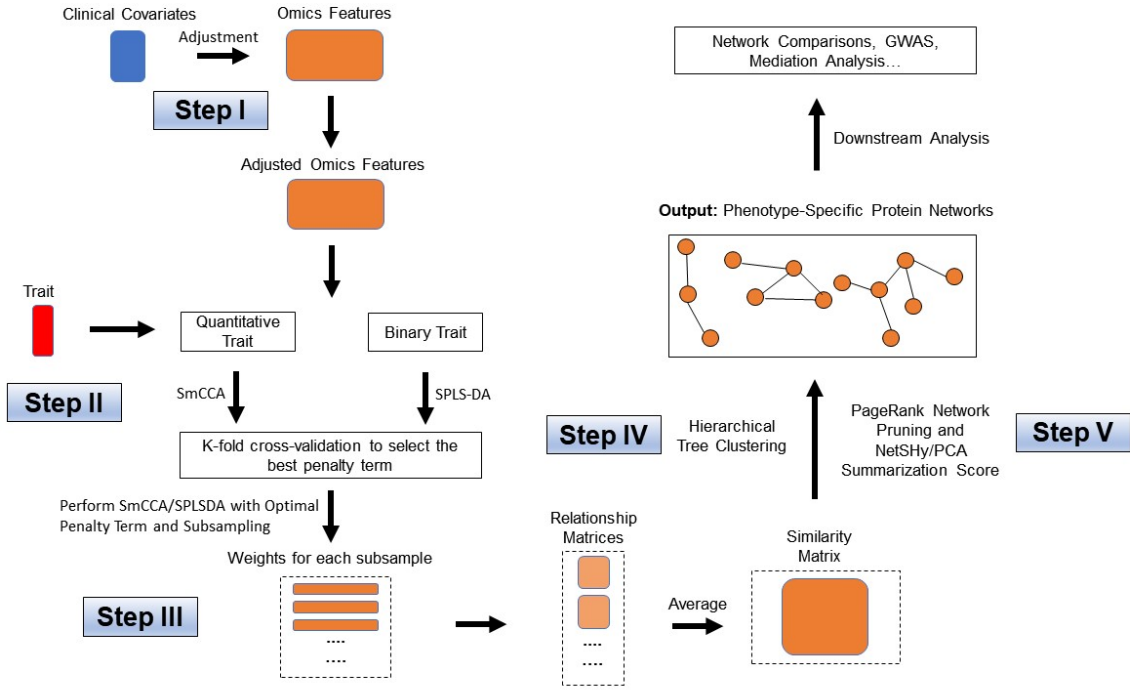 Clinical Covariates
Adjustment
Omics Features
Step I
Adjusted Omics Features
Trait
Quantitative
Trait
Binary Trait
Step II
SmCCA
SPLS-DA
K-fold cross-validation to select the
best penalty term
Perform SmCCA/SPLSDA with Optimal
Penalty Term and Subsampling
Weights for each subsample
Step III
....
....
Relationship
Matrices
....
....
Average
Similarity
Matrix
Step IV
Hierarchical
Tree Clustering
PageRank Network
Pruning and
NetSHy/PCA
Summarization Score
Step V
Output: Phenotype-Specific Protein Networks
Downstream Analysis
Network Comparisons, GWAS,
Mediation Analysis...